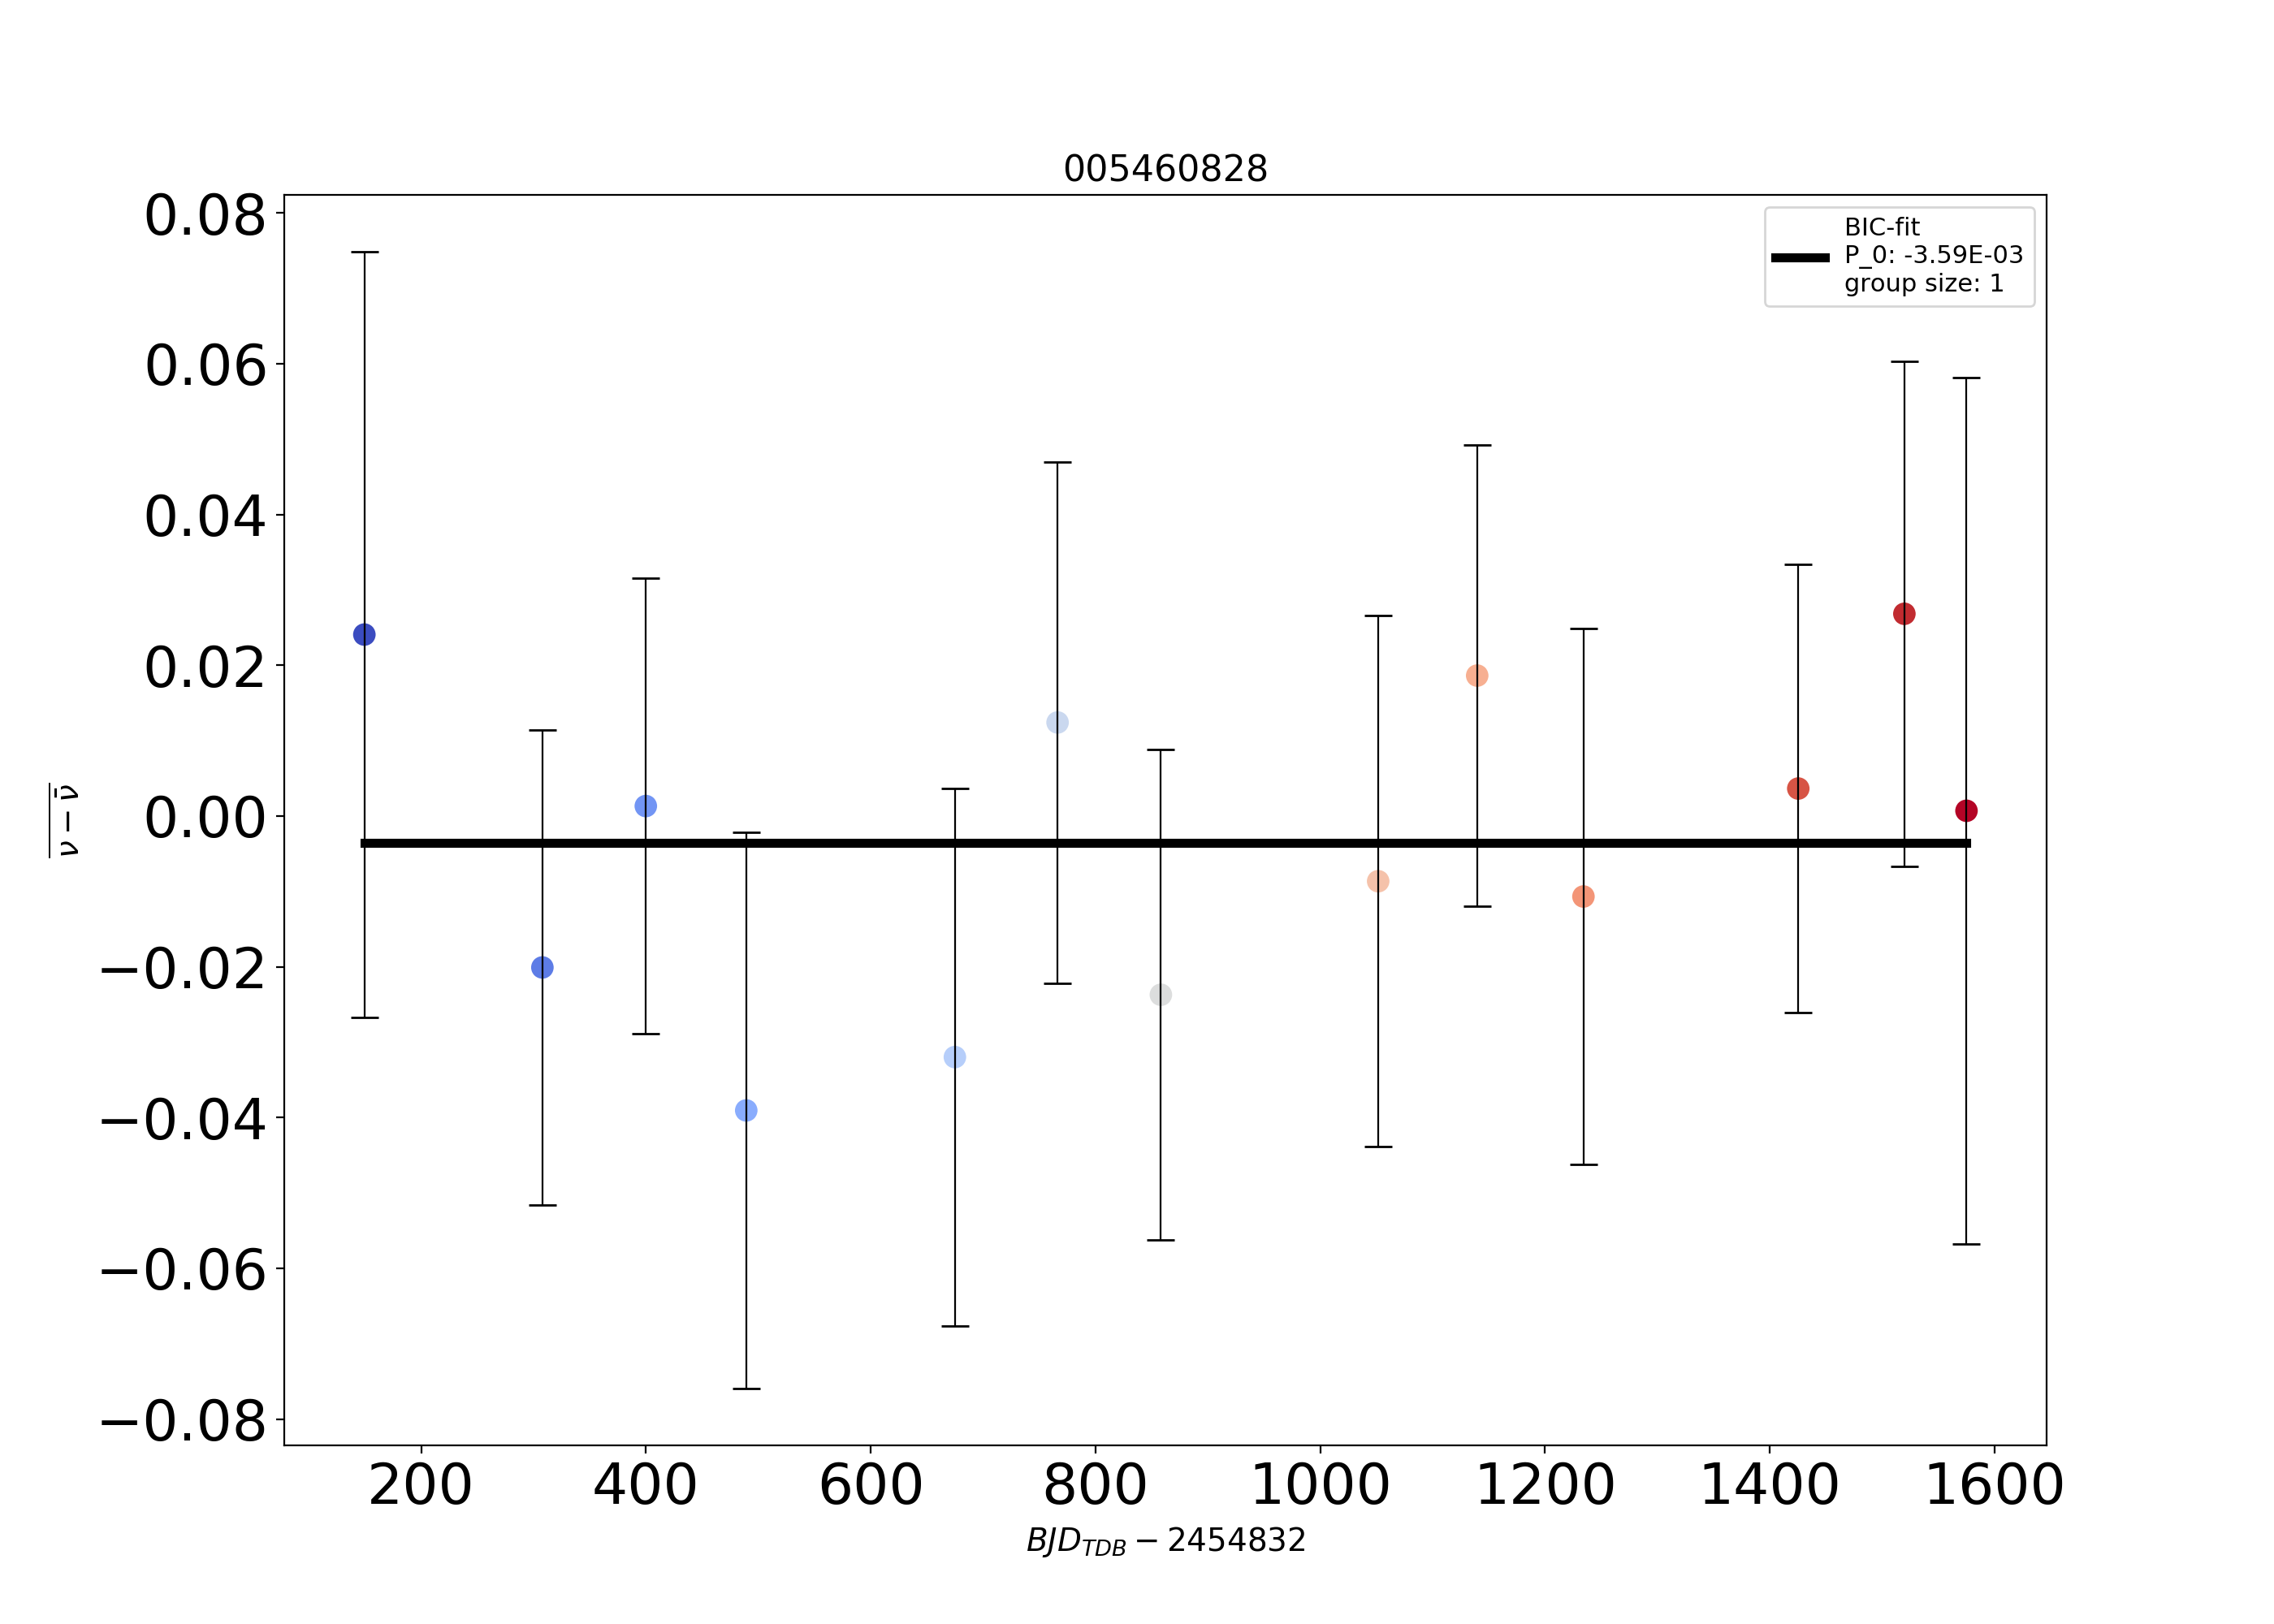 005460828
BIC-fit
P_0: -3.59E-03
group size: 1
0.08
0.06
0.04
0.02
0.00
−0.02
−0.04
−0.06
−0.08
ν − ν̄
200 400 600 800 1000 1200 1400 1600
BJD_TDB − 2454832